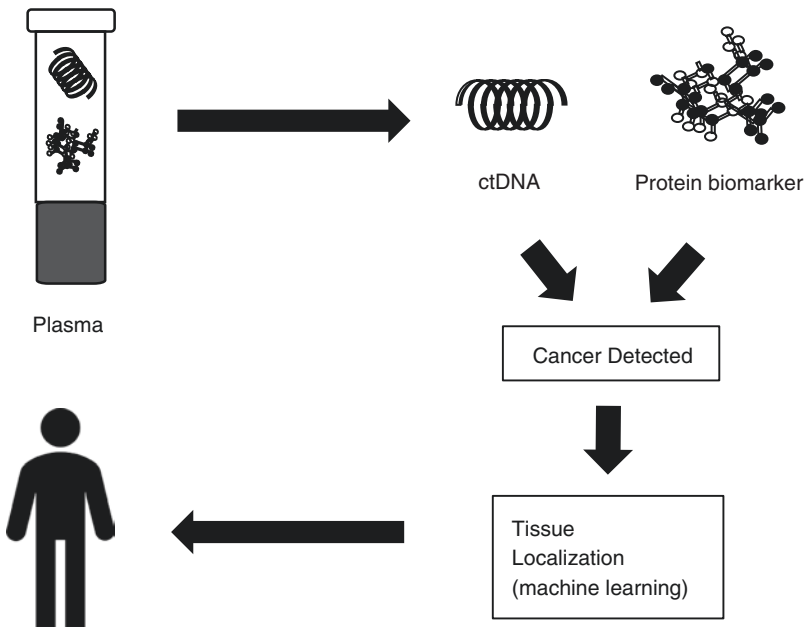 ctDNA
Protein biomarker
Plasma
Cancer Detected
Tissue
Localization
(machine learning)